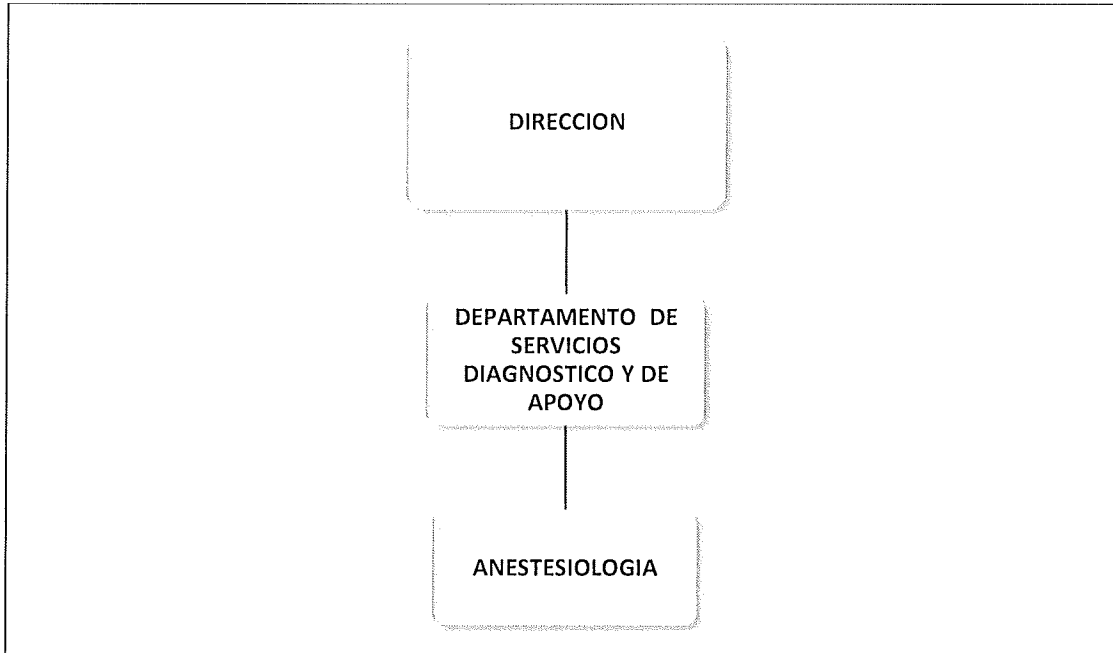 DIRECCION
DEPARTAMENTO DE
SERVICIOS
DIAGNOSTICO Y DE
APOYO
ANESTESIOLOGIA